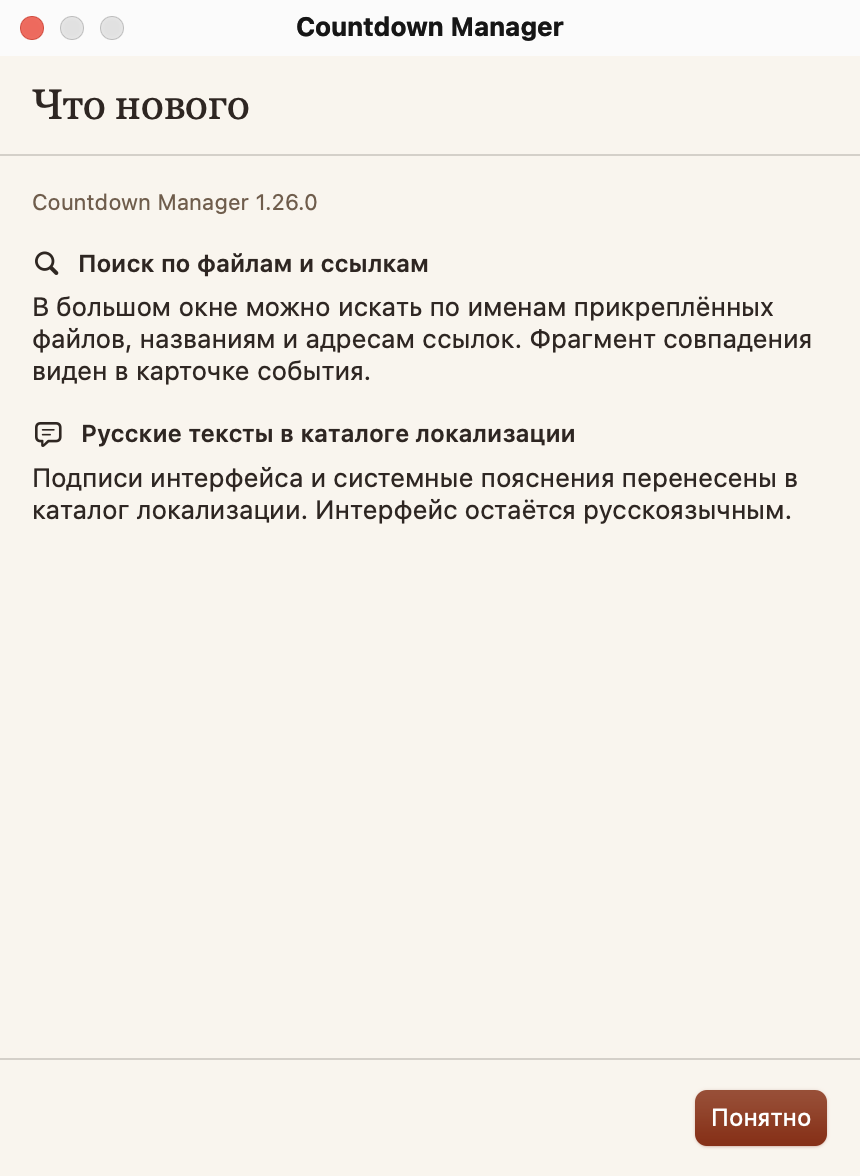 Countdown Manager
Что нового
Countdown Manager 1.26.0
Поиск по файлам и ссылкам
В большом окне можно искать по именам прикреплённых
файлов, названиям и адресам ссылок. Фрагмент совпадения
виден в карточке события.
Русские тексты в каталоге локализации
Подписи интерфейса и системные пояснения перенесены в
каталог локализации. Интерфейс остаётся русскоязычным.
Понятно